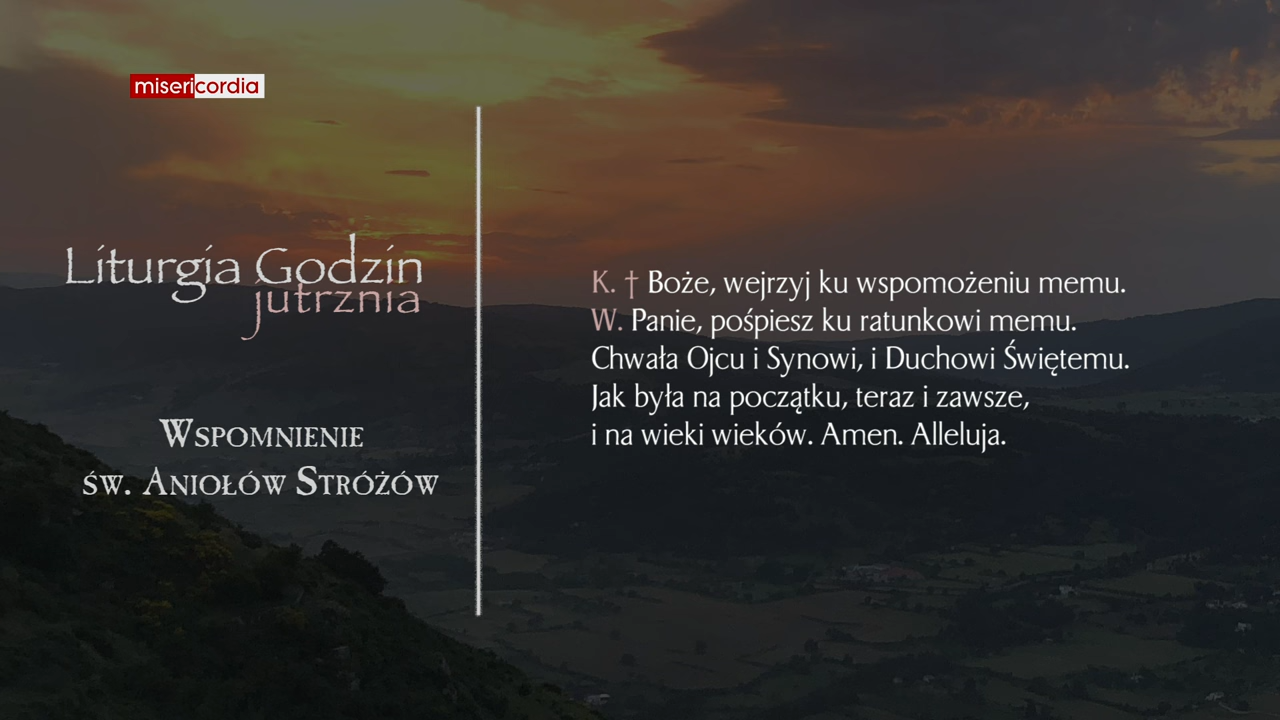 misericordia
Liturgia Godzin
jutrznia
Wspomnienie
św. Aniołów Stróżów
K. † Boże, wejrzyj ku wspomożeniu memu.
W. Panie, pośpiesz ku ratunkowi memu.
Chwała Ojcu i Synowi, i Duchowi Świętemu.
Jak była na początku, teraz i zawsze,
i na wieki wieków. Amen. Alleluja.